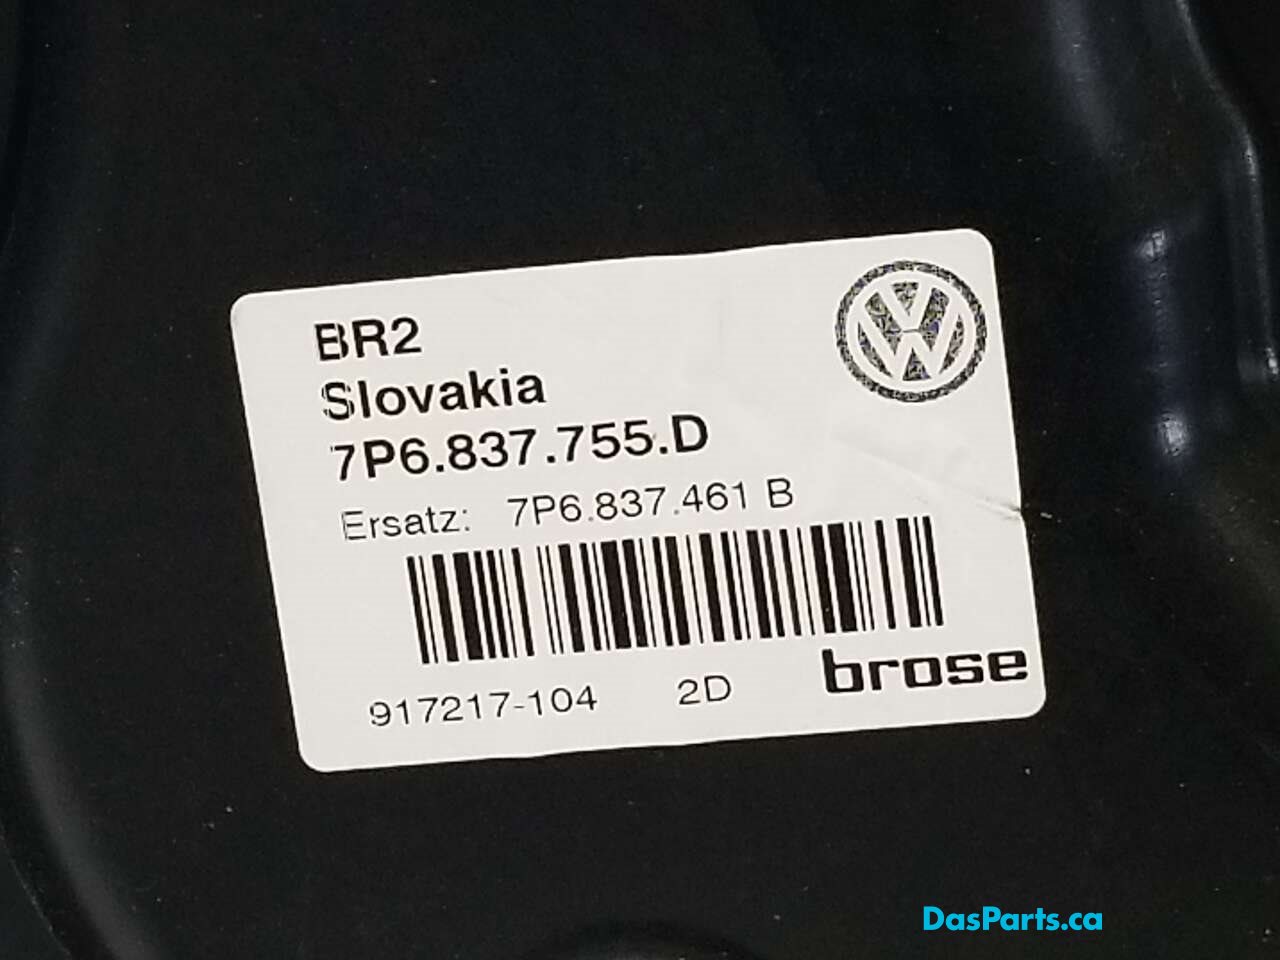 BR2
Slovakia
7P6.837.755.D
Ersatz: 7P6.837.461 B
917217-104 2D
brose
DasParts.ca